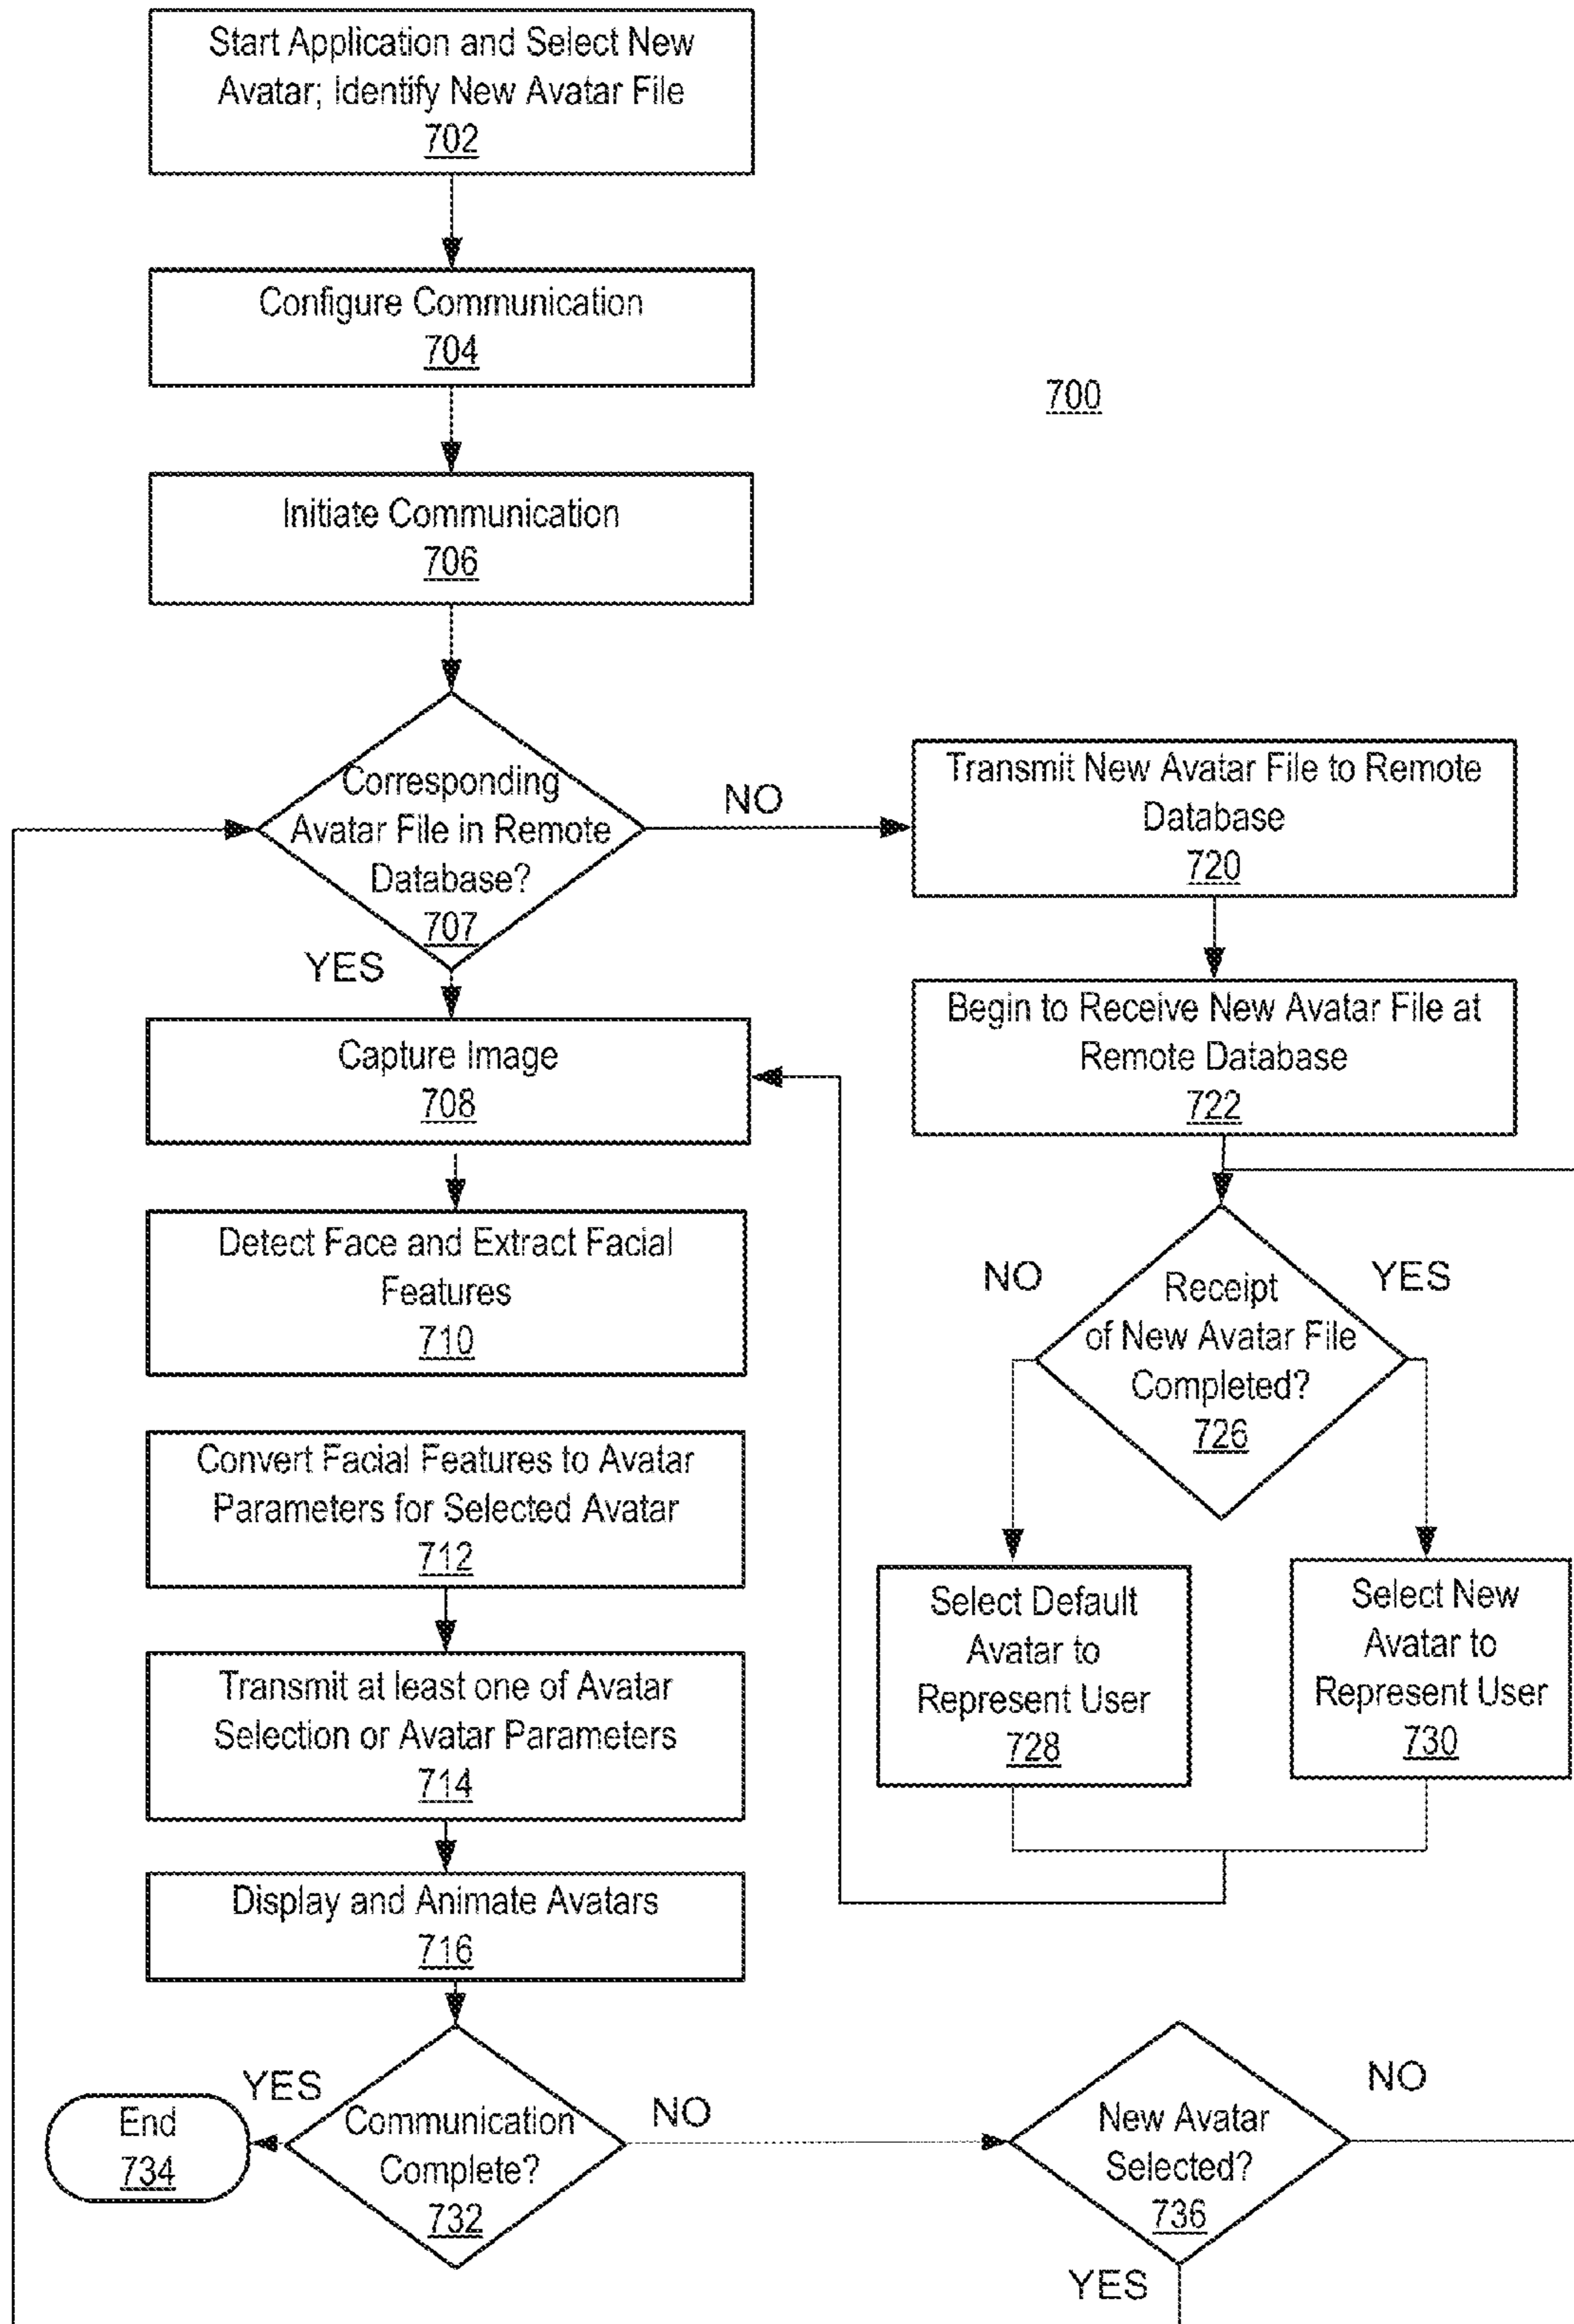 Start Application and Select New
Avatar; Identify New Avatar File
702
Configure Communication
704
700
Initiate Communication
706
Corresponding
Avatar File in Remote
Database?
707
NO
YES
Transmit New Avatar File to Remote
Database
720
Begin to Receive New Avatar File at
Remote Database
722
Capture Image
708
Detect Face and Extract Facial
Features
710
NO
YES
Receipt
of New Avatar File
Completed?
726
Convert Facial Features to Avatar
Parameters for Selected Avatar
712
Select Default
Avatar to
Represent User
728
Select New
Avatar to
Represent User
730
Transmit at least one of Avatar
Selection or Avatar Parameters
714
Display and Animate Avatars
716
YES
End
734
Communication
Complete?
732
NO
New Avatar
Selected?
736
NO
YES